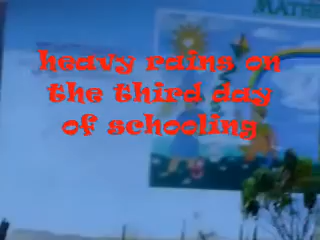 heavy rains on
the third day
of schooling